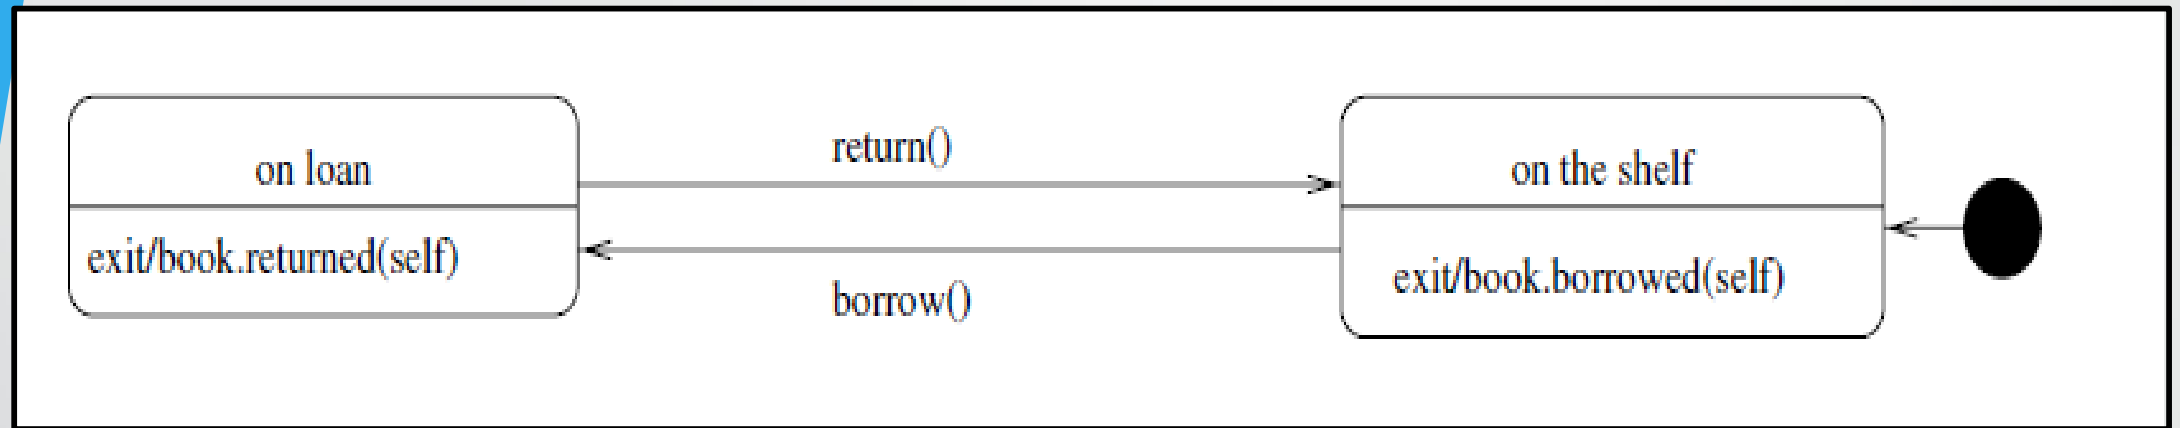 return()
on loan
on the shelf
exit/book.returned(self)
exit/book.borrowed(self)
borrow()